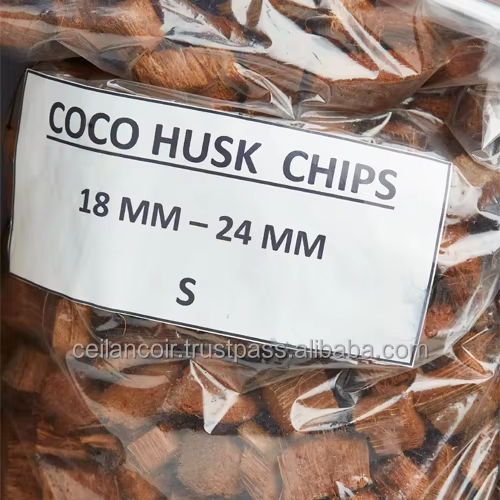 COCO HUSK CHIPS
18 MM – 24 MM
S
ceilancoir.trustpass.alibaba.com